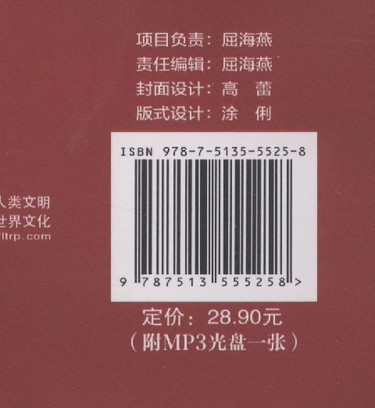 项目负责：屈海燕
责任编辑：屈海燕
封面设计：高 蕾
版式设计：涂 俐
ISBN 978-7-5135-5525-8
人类文明
世界文化
fltrp.com
9 787513 555258 >
定价：28.90元
（附MP3光盘一张）